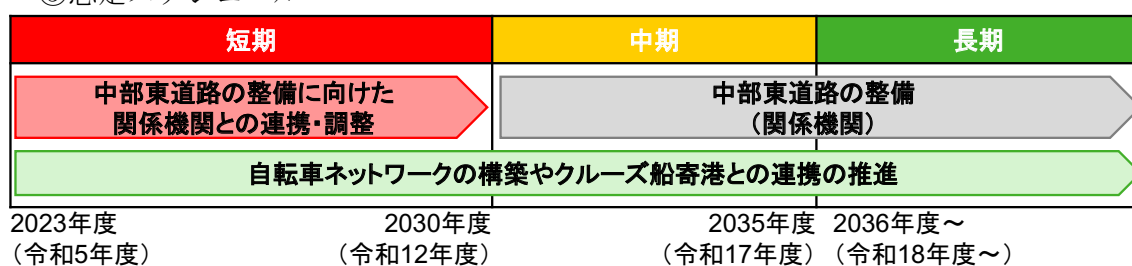 短期 中期 長期
中部東道路の整備に向けた
関係機関との連携・調整
中部東道路の整備
（関係機関）
自転車ネットワークの構築やクルーズ船寄港との連携の推進
2023年度 2030年度 2035年度 2036年度～
（令和5年度） （令和12年度） （令和17年度） （令和18年度～）